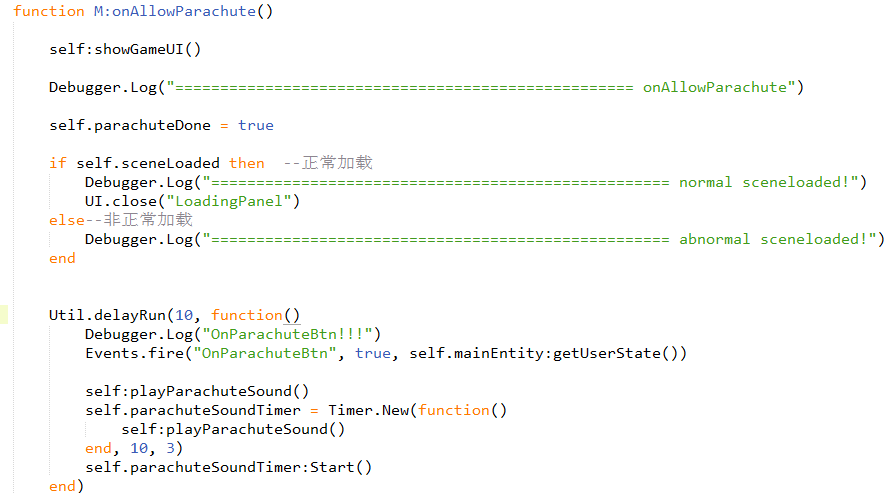 function M:onAllowParachute()
self:showGameUI()
Debugger.Log("=================================================== onAllowParachute")
self.parachuteDone = true
if self.sceneLoaded then  --正常加载
Debugger.Log("=================================================== normal sceneloaded!")
UI.close("LoadingPanel")
else--非正常加载
Debugger.Log("=================================================== abnormal sceneloaded!")
end
Util.delayRun(10, function()
Debugger.Log("OnParachuteBtn!!!")
Events.fire("OnParachuteBtn", true, self.mainEntity:getUserState())
self:playParachuteSound()
self.parachuteSoundTimer = Timer.New(function()
self:playParachuteSound()
end, 10, 3)
self.parachuteSoundTimer:Start()
end)